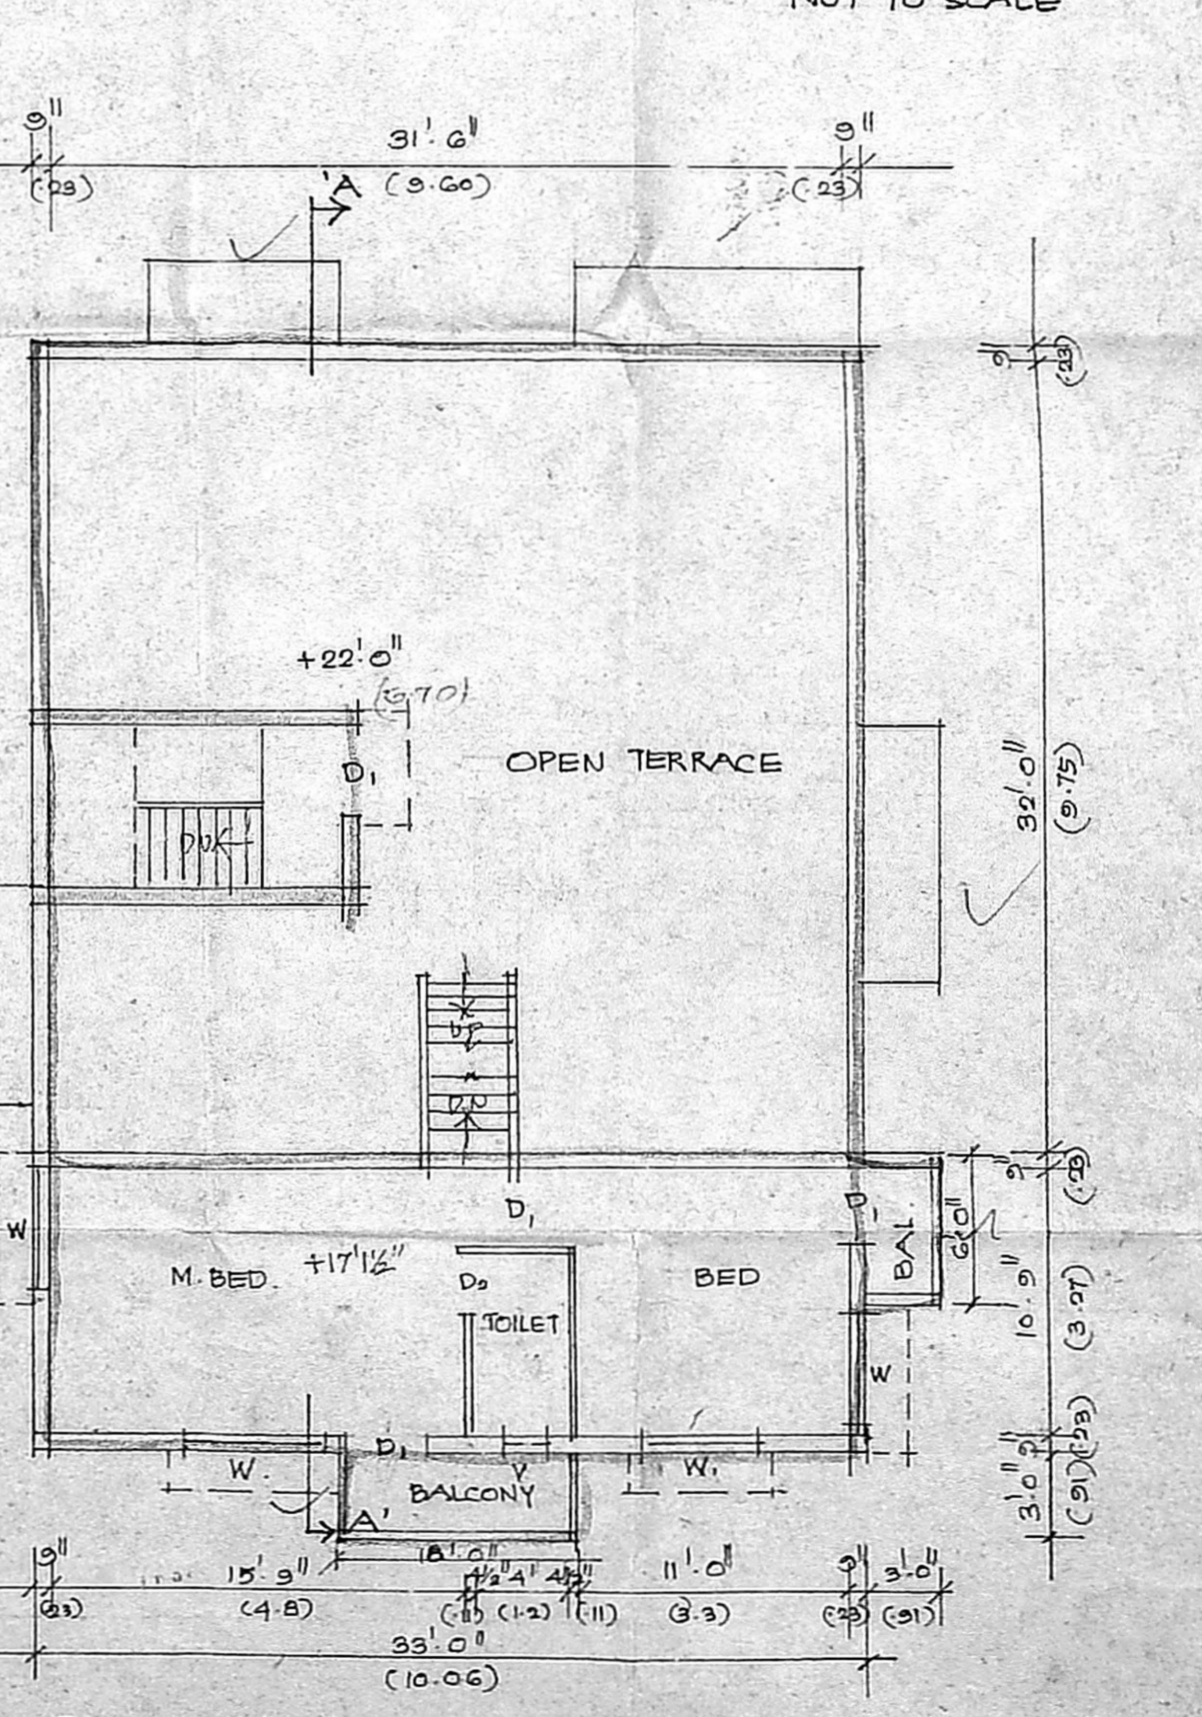 NOT TO SCALE
9"
31'.6"
9"
(.23)
'A
(9.60)
(.23)
9"
(.23)
+22'.0"
(6.70)
OPEN TERRACE
D1
DN
32'.0"
(9.75)
UP
DN
9"
(.23)
D1
D1
BAL.
6'.0"
W
M. BED.
+17'1½"
D2
BED
TOILET
10'.9"
(3.27)
W
D1
9"
(.23)
W.
V
W1
BALCONY
3'.0"
(.91)
A'
18'.0"
9"
15'.9"
4½"
4'
4½"
11'.0"
9"
3'.0"
(.23)
(4.8)
(.11)
(1.2)
(.11)
(3.3)
(.23)
(.91)
33'.0"
(10.06)